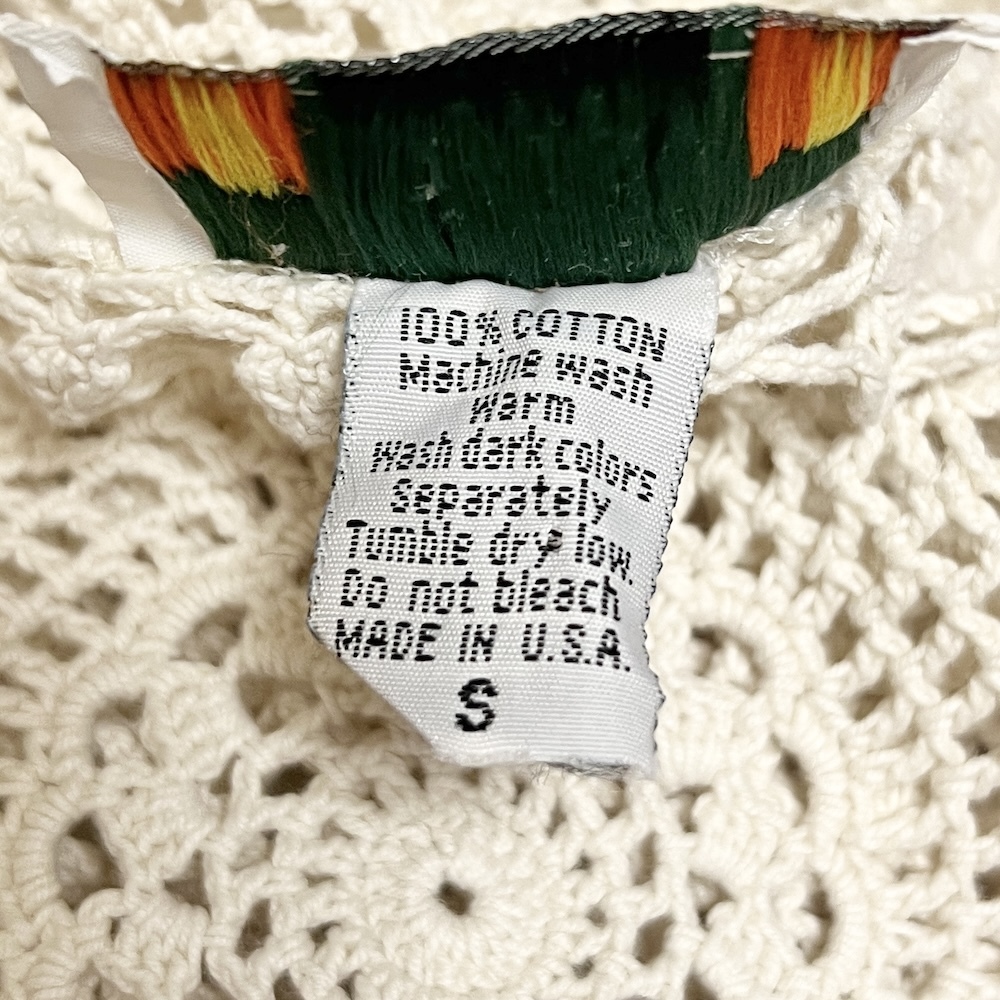 100% COTTON
Machine wash
warm
wash dark colors
separately
Tumble dry low.
Do not bleach
MADE IN U.S.A.
S